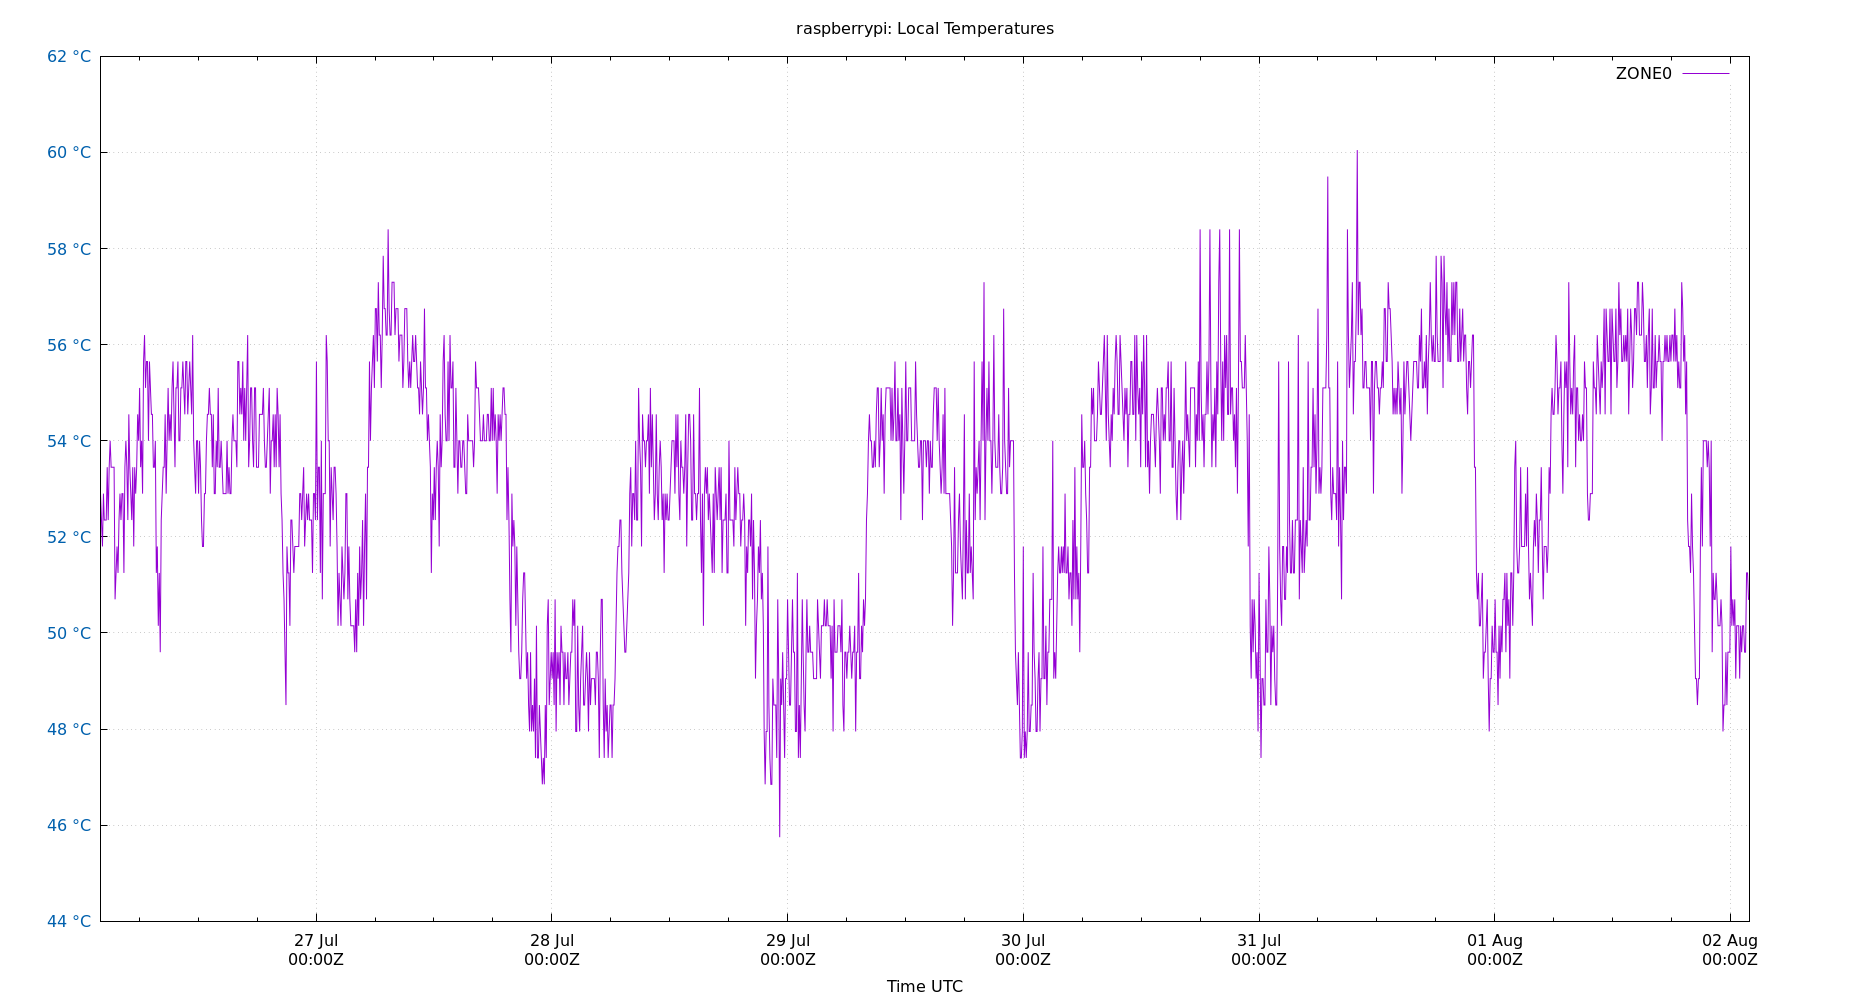 raspberrypi: Local Temperatures
62 °C
ZONE0
60 °C
58 °C
56 °C
54 °C
52 °C
50 °C
48 °C
46 °C
44 °C
27 Jul 28 Jul 29 Jul 30 Jul 31 Jul 01 Aug 02 Aug
00:00Z 00:00Z 00:00Z 00:00Z 00:00Z 00:00Z 00:00Z
Time UTC